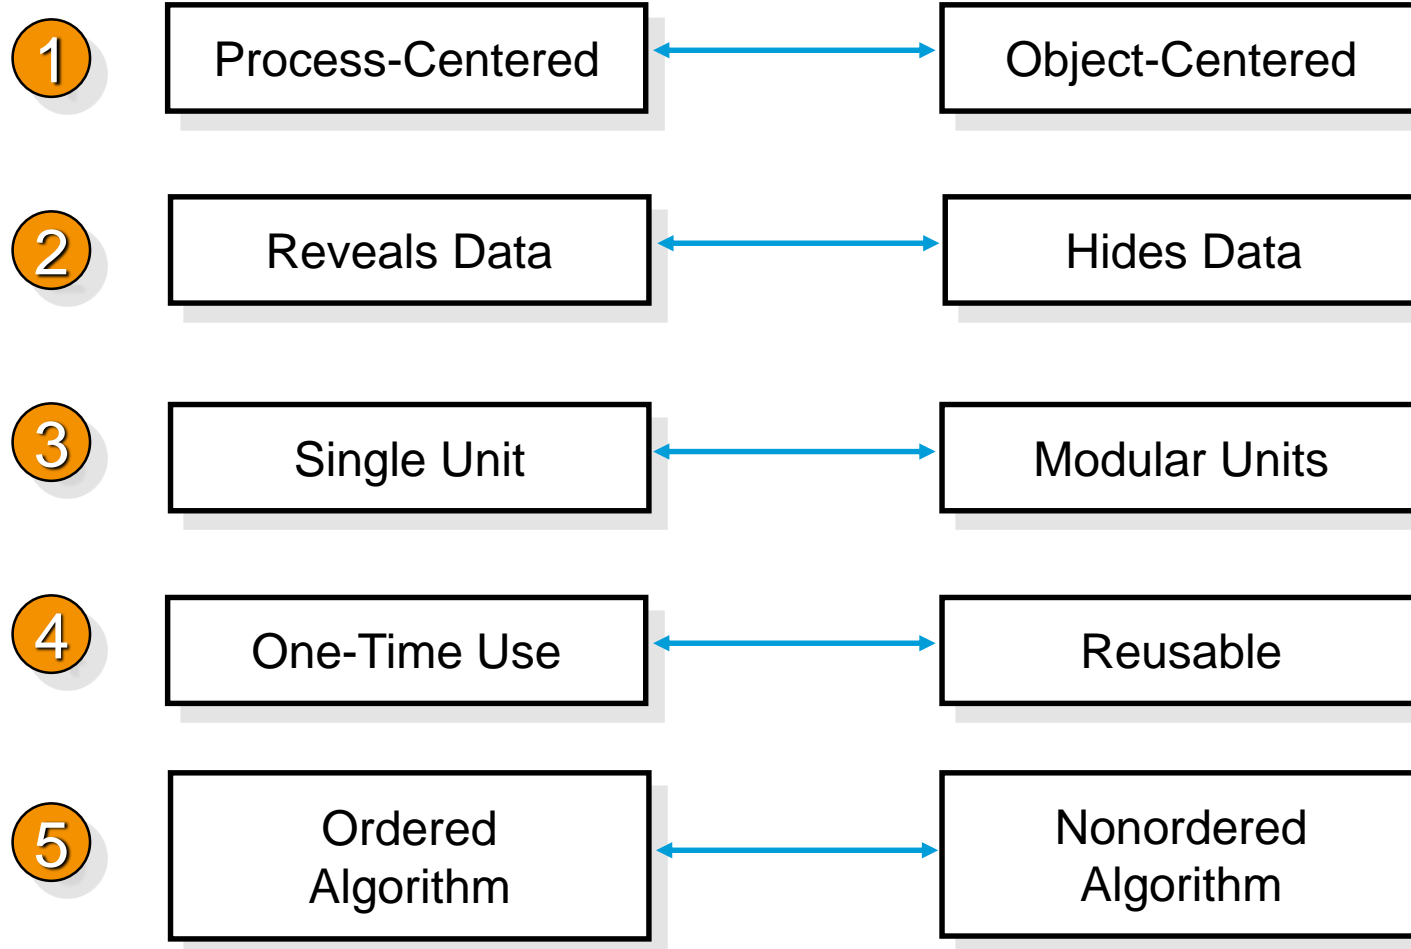 1
Process-Centered
Object-Centered
2
Reveals Data
Hides Data
3
Single Unit
Modular Units
4
One-Time Use
Reusable
5
Ordered
Algorithm
Nonordered
Algorithm